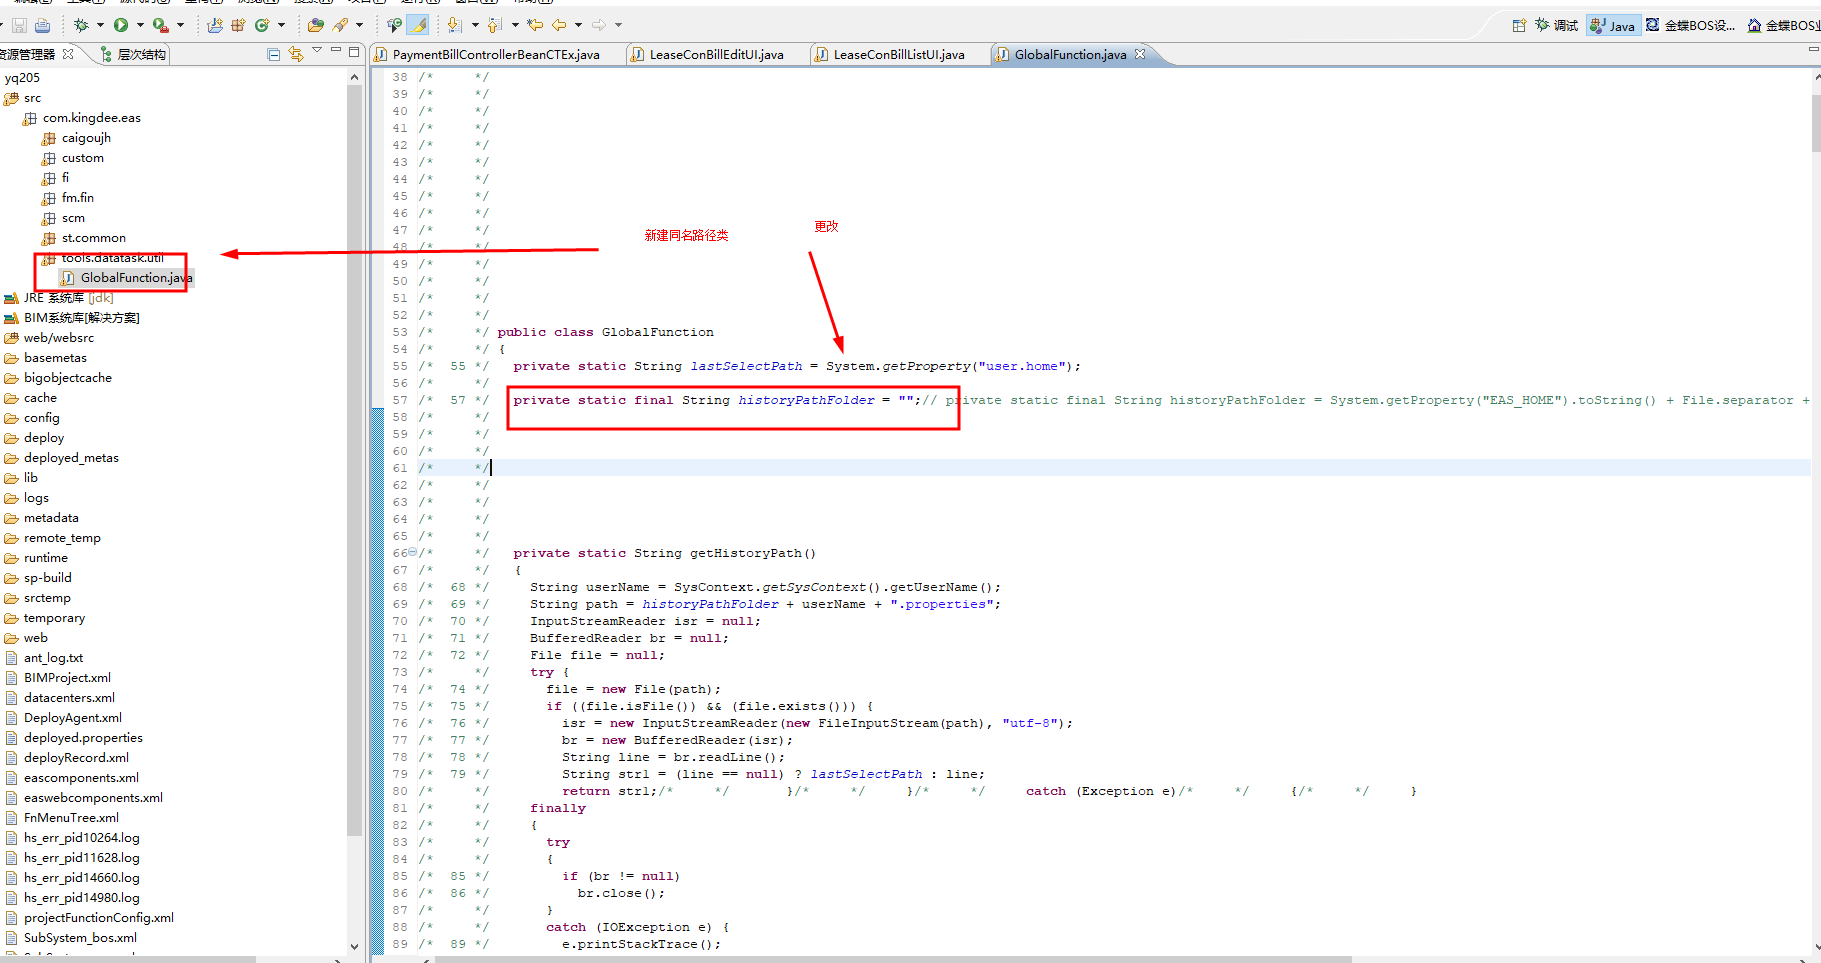 调试
Java
金蝶BOS设...
金蝶BOS业
资源管理器
层次结构
PaymentBillControllerBeanCTEx.java
LeaseConBillEditUI.java
LeaseConBillListUI.java
GlobalFunction.java
yq205
src
com.kingdee.eas
caigoujh
custom
fi
fm.fin
scm
st.common
tools.datatask.util
GlobalFunction.java
JRE 系统库 [jdk]
BIM系统库[解决方案]
web/websrc
basemetas
bigobjectcache
cache
config
deploy
deployed_metas
lib
logs
metadata
remote_temp
runtime
sp-build
srctemp
temporary
web
ant_log.txt
BIMProject.xml
datacenters.xml
DeployAgent.xml
deployed.properties
deployRecord.xml
eascomponents.xml
easwebcomponents.xml
FnMenuTree.xml
hs_err_pid10264.log
hs_err_pid11628.log
hs_err_pid14660.log
hs_err_pid14980.log
projectFunctionConfig.xml
SubSystem_bos.xml
新建同名路径类
更改
38 /* */
39 /* */
40 /* */
41 /* */
42 /* */
43 /* */
44 /* */
45 /* */
46 /* */
47 /* */
48 /* */
49 /* */
50 /* */
51 /* */
52 /* */
53 /* */ public class GlobalFunction
54 /* */ {
55 /* 55 */ private static String lastSelectPath = System.getProperty("user.home");
56 /* */
57 /* 57 */ private static final String historyPathFolder = "";// private static final String historyPathFolder = System.getProperty("EAS_HOME").toString() + File.separator +
58 /* */
59 /* */
60 /* */
61 /* */
62 /* */
63 /* */
64 /* */
65 /* */
66 /* */ private static String getHistoryPath()
67 /* */ {
68 /* 68 */ String userName = SysContext.getSysContext().getUserName();
69 /* 69 */ String path = historyPathFolder + userName + ".properties";
70 /* 70 */ InputStreamReader isr = null;
71 /* 71 */ BufferedReader br = null;
72 /* 72 */ File file = null;
73 /* */ try {
74 /* 74 */ file = new File(path);
75 /* 75 */ if ((file.isFile()) && (file.exists())) {
76 /* 76 */ isr = new InputStreamReader(new FileInputStream(path), "utf-8");
77 /* 77 */ br = new BufferedReader(isr);
78 /* 78 */ String line = br.readLine();
79 /* 79 */ String str1 = (line == null) ? lastSelectPath : line;
80 /* */ return str1;/* */ }/* */ }/* */ catch (Exception e)/* */ {/* */ }
81 /* */ finally
82 /* */ {
83 /* */ try
84 /* */ {
85 /* 85 */ if (br != null)
86 /* 86 */ br.close();
87 /* */ }
88 /* */ catch (IOException e) {
89 /* 89 */ e.printStackTrace();